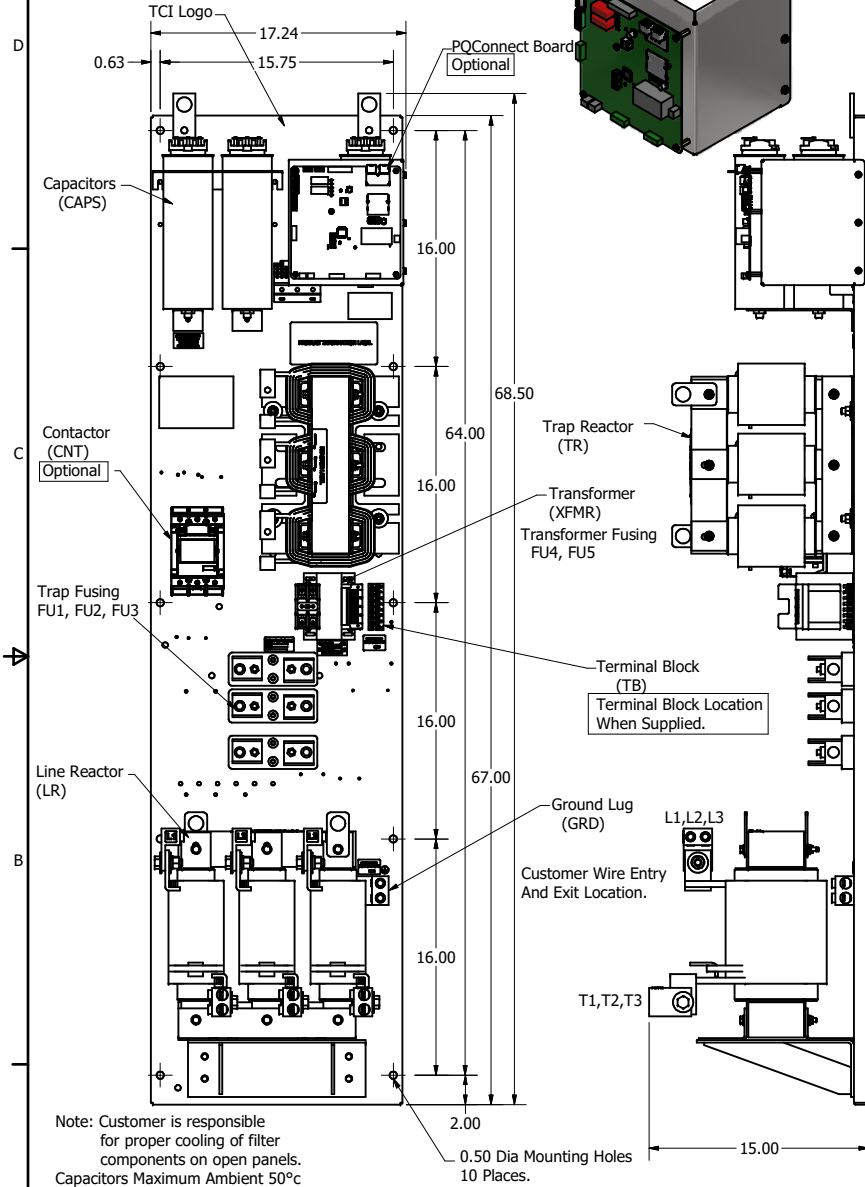 TCI Logo
D
17.24
0.63
15.75
PQConnect Board
Optional
Capacitors
(CAPS)
16.00
68.50
64.00
Trap Reactor
(TR)
C
Contactor
(CNT)
Optional
16.00
Transformer
(XFMR)
Transformer Fusing
FU4, FU5
Trap Fusing
FU1, FU2, FU3
Terminal Block
(TB)
Terminal Block Location
When Supplied.
16.00
67.00
Line Reactor
(LR)
Ground Lug
(GRD)
L1,L2,L3
B
Customer Wire Entry
And Exit Location.
16.00
T1,T2,T3
2.00
Note: Customer is responsible
for proper cooling of filter
components on open panels.
Capacitors Maximum Ambient 50°c
0.50 Dia Mounting Holes
10 Places.
15.00